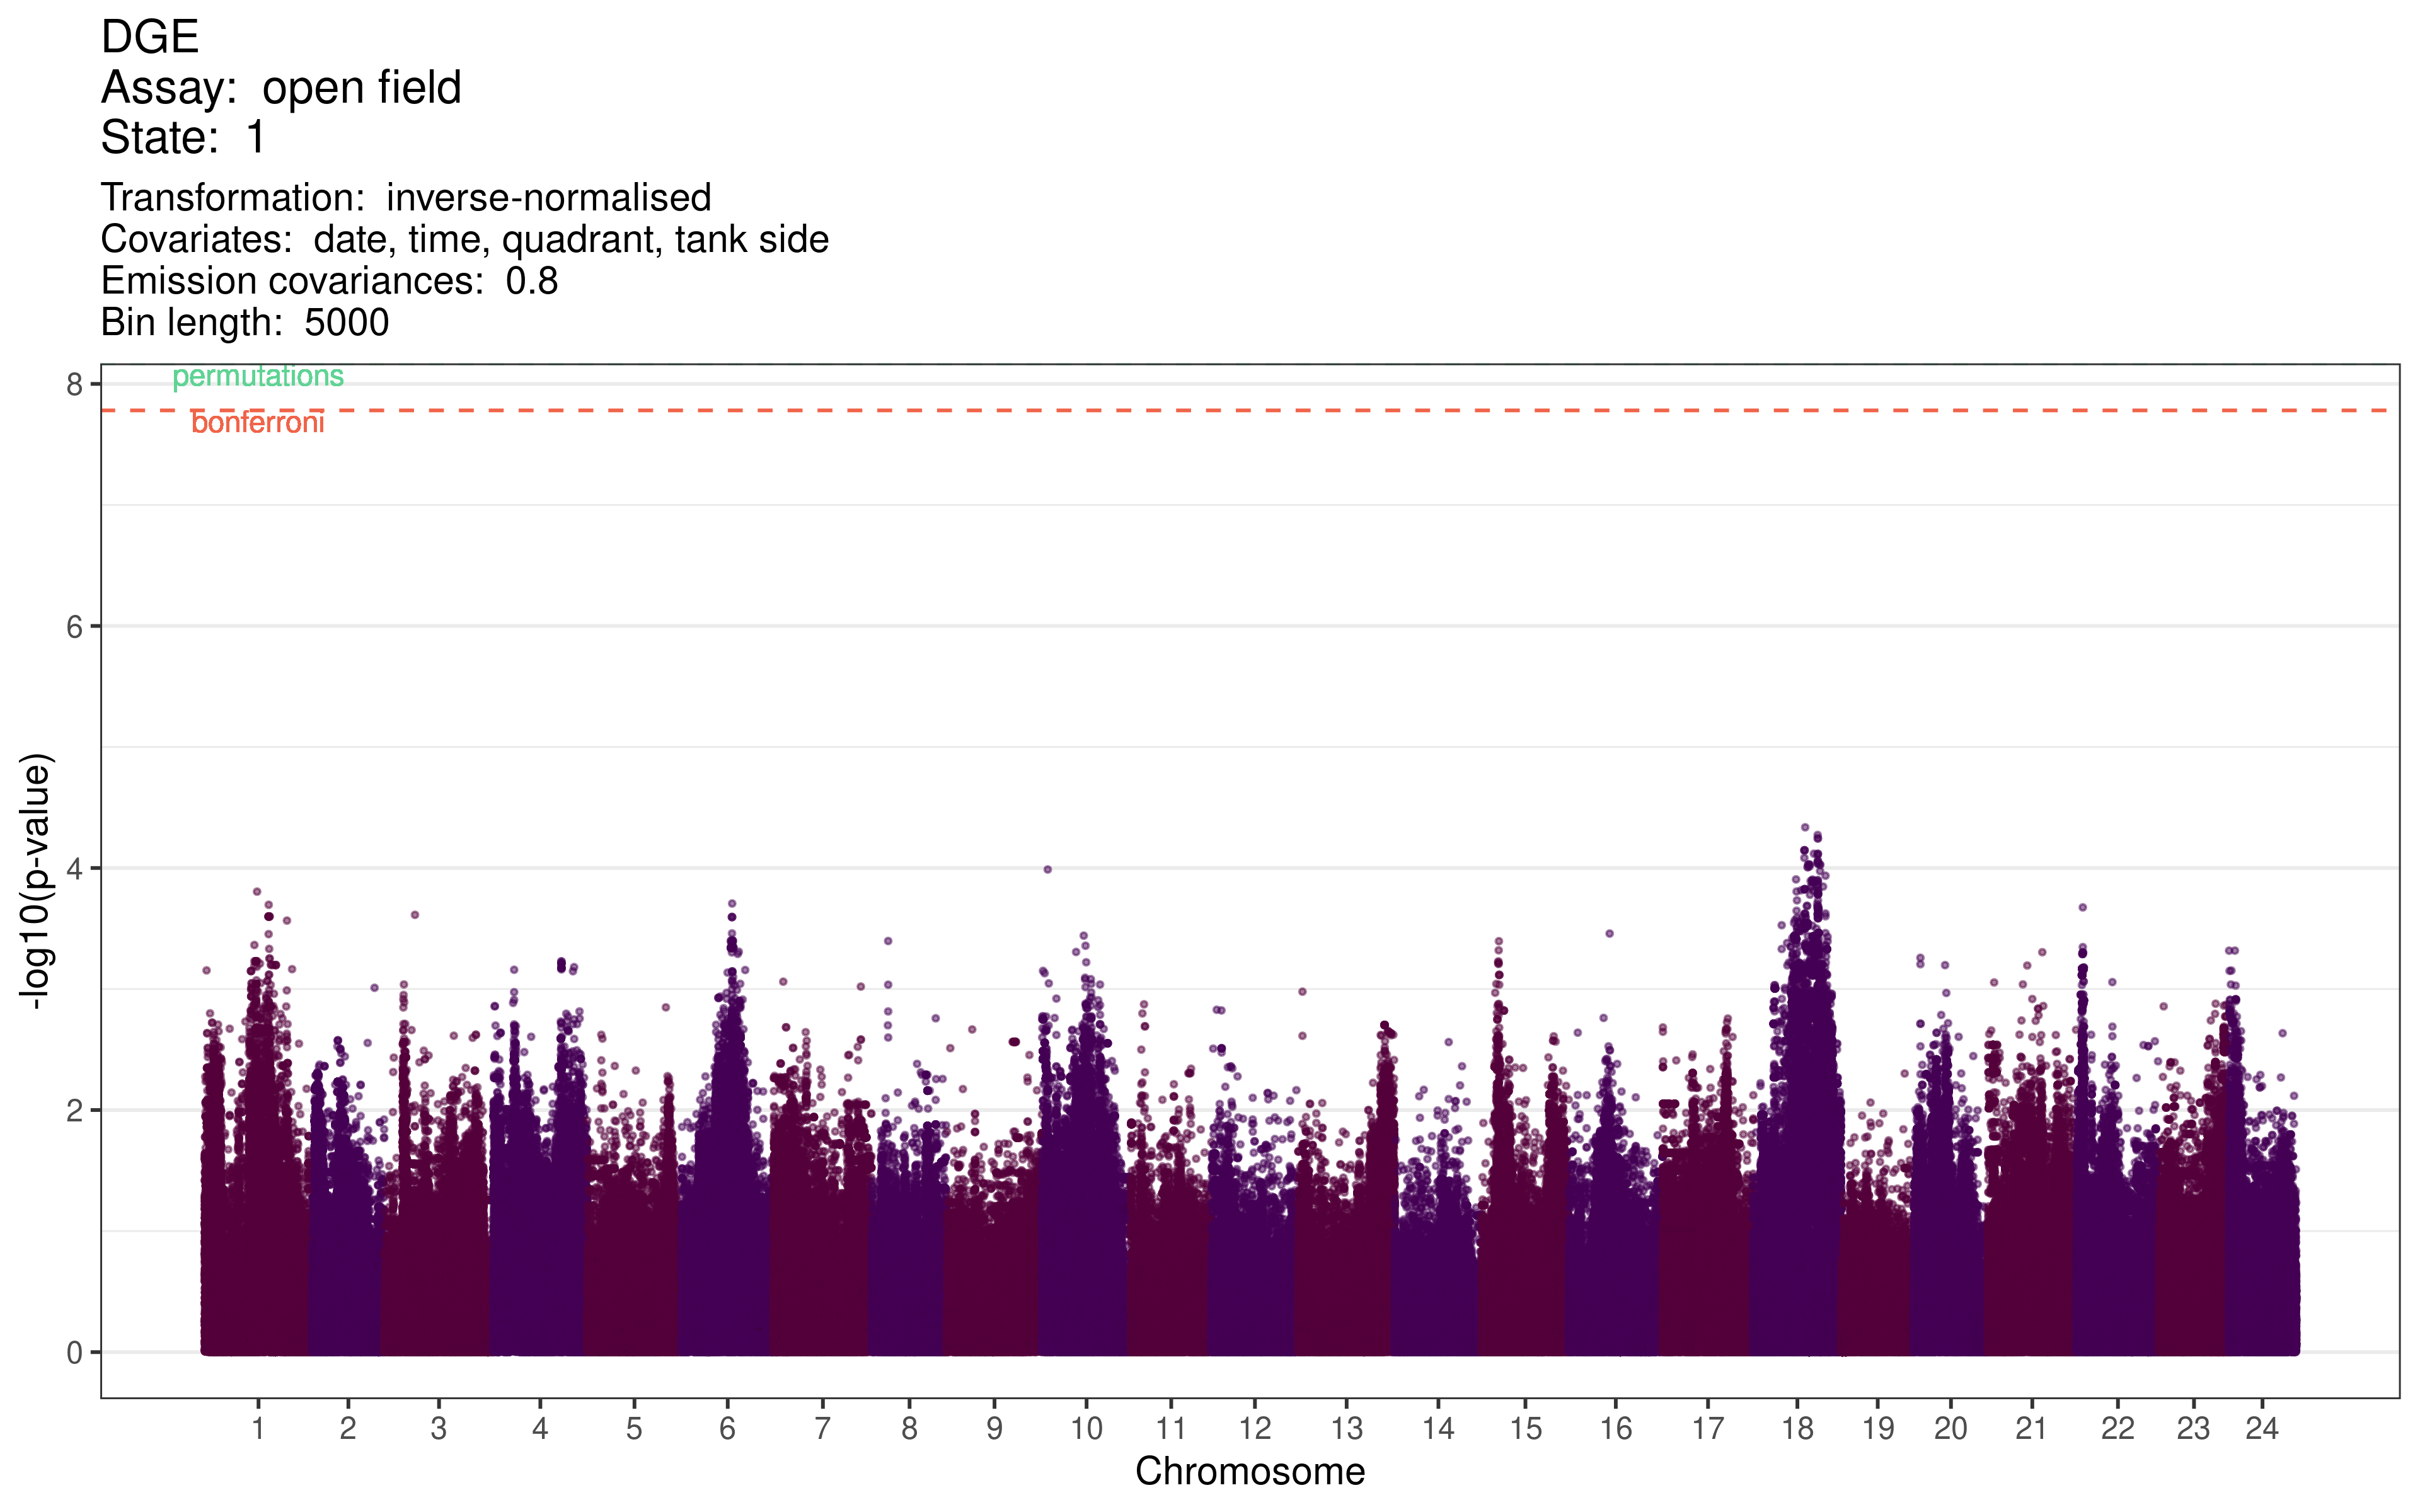 DGE
Assay: open field
State: 1
Transformation: inverse-normalised
Covariates: date, time, quadrant, tank side
Emission covariances: 0.8
Bin length: 5000
permutations
bonferroni
8
6
4
2
0
-log10(p-value)
1 2 3 4 5 6 7 8 9 10 11 12 13 14 15 16 17 18 19 20 21 22 23 24
Chromosome